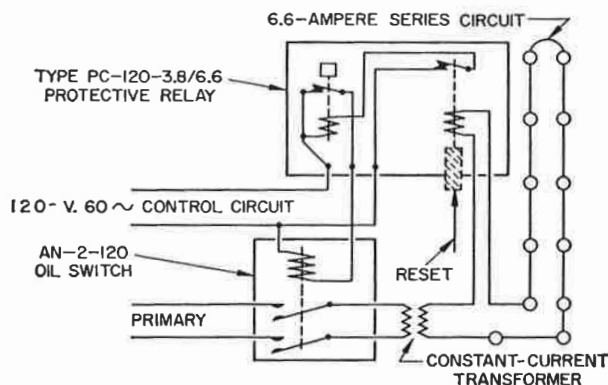 6.6-AMPERE SERIES CIRCUIT
TYPE PC-120-3.8/6.6
PROTECTIVE RELAY
120-V. 60 ~ CONTROL CIRCUIT
AN-2-120
OIL SWITCH
RESET
PRIMARY
CONSTANT-CURRENT
TRANSFORMER